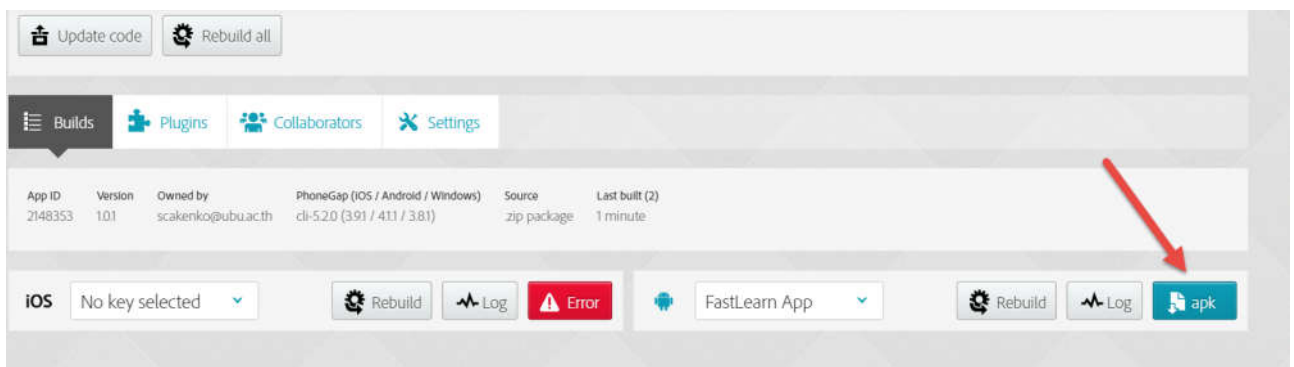 Update code Rebuild all
Builds Plugins Collaborators Settings
App ID Version Owned by PhoneGap (iOS / Android / Windows) Source Last built (2)
2148353 1.0.1 scakenko@ubu.ac.th cli-5.2.0 (3.9.1 / 4.1.1 / 3.8.1) .zip package 1 minute
iOS No key selected Rebuild Log Error FastLearn App Rebuild Log apk